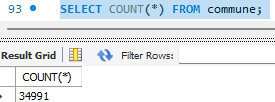 93 SELECT COUNT(*) FROM commune;
Result Grid Filter Rows:
COUNT(*)
34991